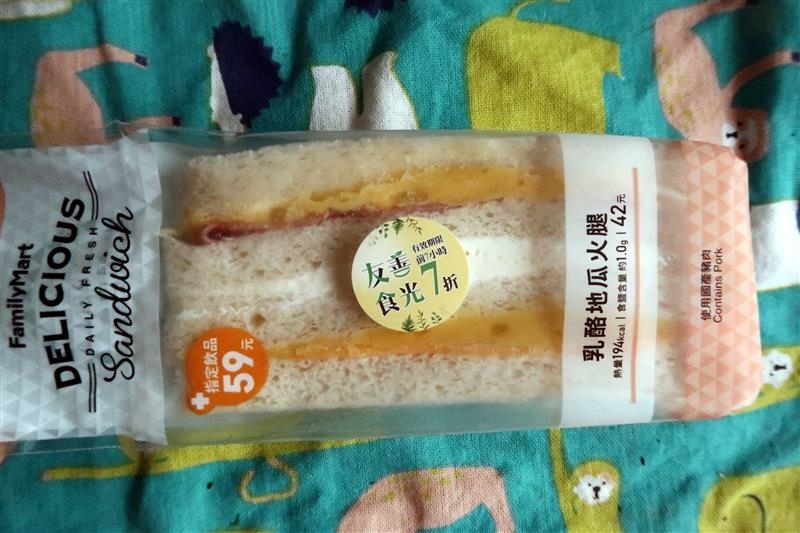 FamilyMart
DELICIOUS
DAILY FRESH
Sandwich
指定飲品
59元
友善
食光
有效期限
前7小時
7折
乳酪地瓜火腿
熱量194kcal | 食鹽含量 約1.0g | 42元
使用國產豬肉
Contains Pork